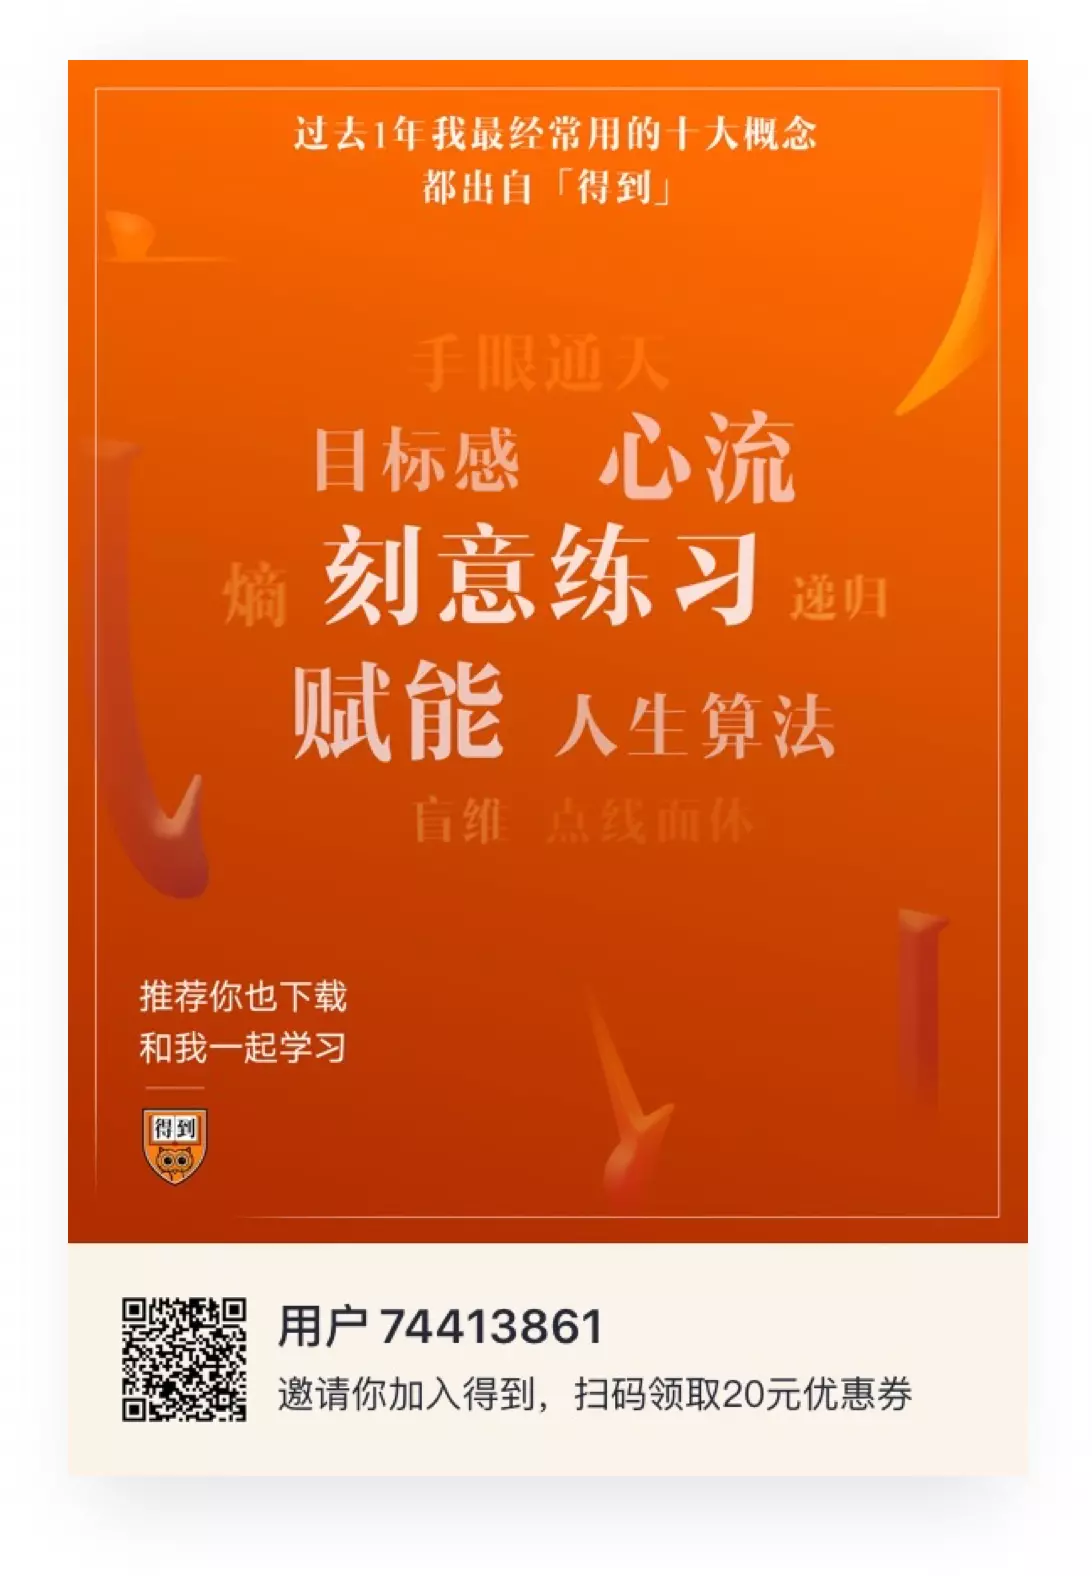 过去1年我最经常用的十大概念
都出自「得到」
手眼通天
目标感 心流
熵 刻意练习 递归
赋能 人生算法
盲维 点线面体
推荐你也下载
和我一起学习
得到
用户 74413861
邀请你加入得到，扫码领取20元优惠券